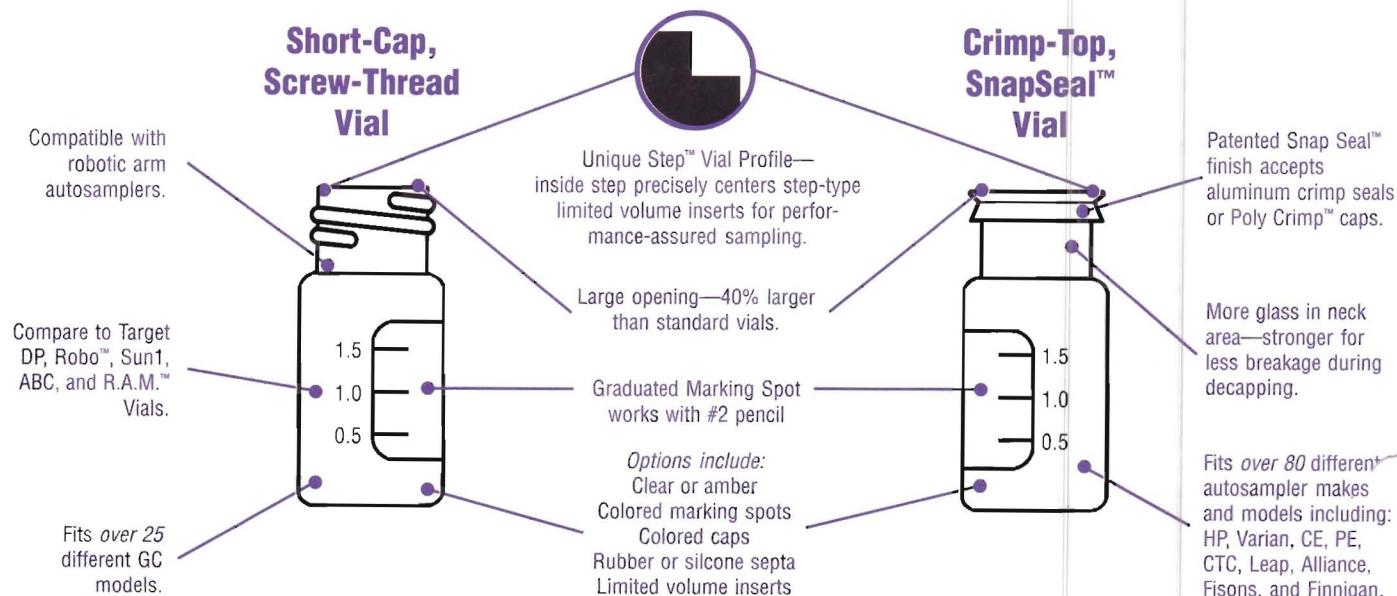 Short-Cap,
Screw-Thread
Vial
Crimp-Top,
SnapSeal™
Vial
Compatible with
robotic arm
autosamplers.
Compare to Target
DP, Robo™, Sun1,
ABC, and R.A.M.™
Vials.
Fits over 25
different GC
models.
1.5
1.0
0.5
Unique Step™ Vial Profile—
inside step precisely centers step-type
limited volume inserts for perfor-
mance-assured sampling.
Large opening—40% larger
than standard vials.
Graduated Marking Spot
works with #2 pencil
Options include:
Clear or amber
Colored marking spots
Colored caps
Rubber or silcone septa
Limited volume inserts
1.5
1.0
0.5
Patented Snap Seal™
finish accepts
aluminum crimp seals
or Poly Crimp™ caps.
More glass in neck
area—stronger for
less breakage during
decapping.
Fits over 80 different
autosampler makes
and models including:
HP, Varian, CE, PE,
CTC, Leap, Alliance,
Fisons, and Finnigan.